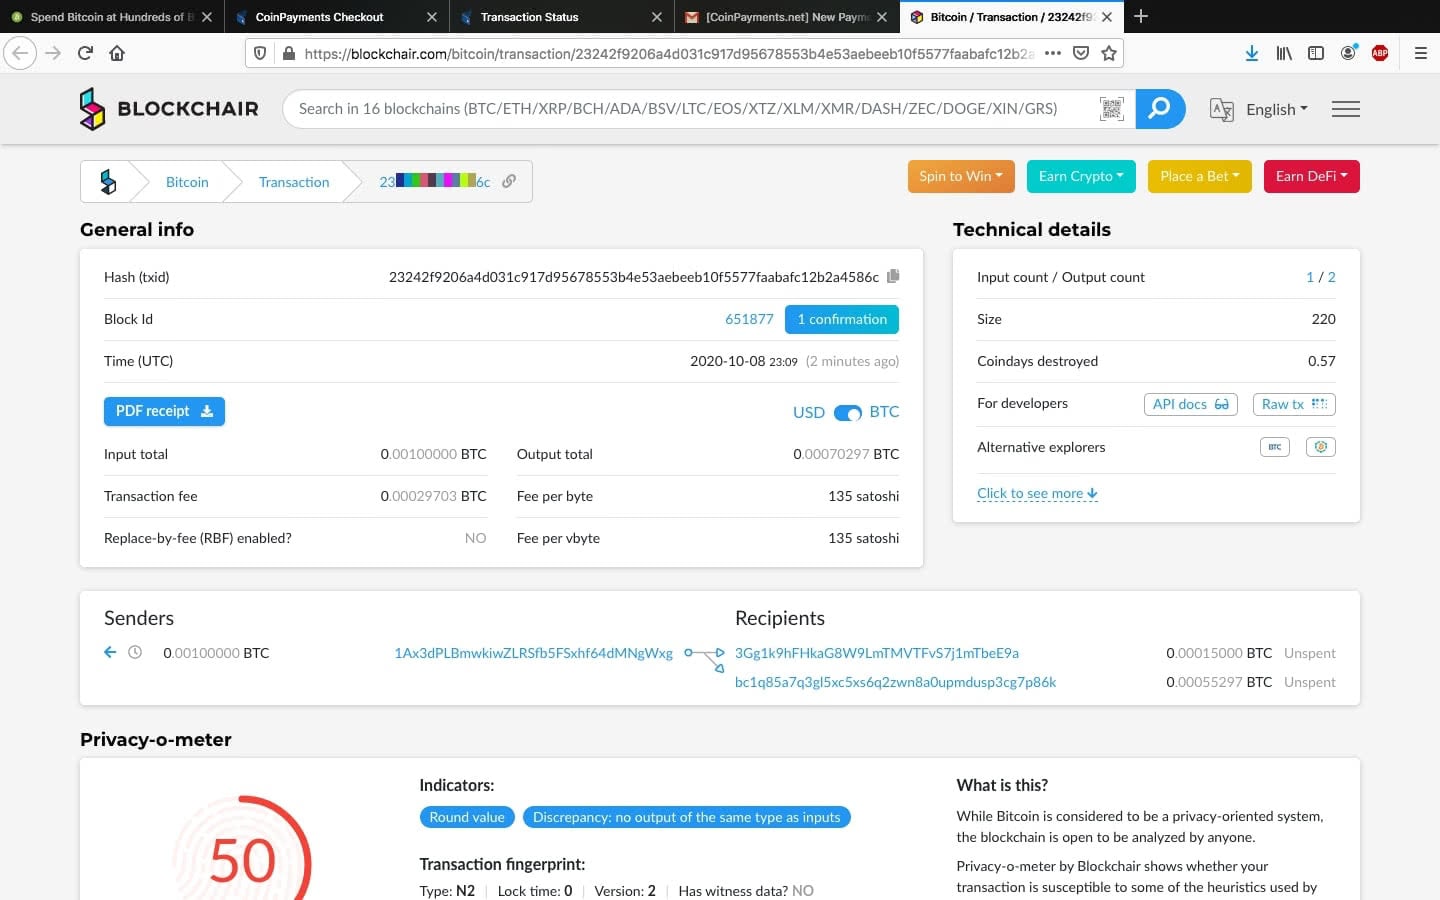 Spend Bitcoin at Hundreds of B
CoinPayments Checkout
Transaction Status
[CoinPayments.net] New Payme
Bitcoin / Transaction / 23242f9
https://blockchair.com/bitcoin/transaction/23242f9206a4d031c917d95678553b4e53aebeeb10f5577faabafc12b2a
ABP
BLOCKCHAIR
Search in 16 blockchains (BTC/ETH/XRP/BCH/ADA/BSV/LTC/EOS/XTZ/XLM/XMR/DASH/ZEC/DOGE/XIN/GRS)
English
Bitcoin
Transaction
23 6c
Spin to Win
Earn Crypto
Place a Bet
Earn DeFi
General info
Hash (txid) 23242f9206a4d031c917d95678553b4e53aebeeb10f5577faabafc12b2a4586c
Block Id 651877 1 confirmation
Time (UTC) 2020-10-08 23:09 (2 minutes ago)
PDF receipt USD BTC
Input total 0.00100000 BTC Output total 0.00070297 BTC
Transaction fee 0.00029703 BTC Fee per byte 135 satoshi
Replace-by-fee (RBF) enabled? NO Fee per vbyte 135 satoshi
Technical details
Input count / Output count 1 / 2
Size 220
Coindays destroyed 0.57
For developers API docs Raw tx
Alternative explorers BTC
Click to see more
Senders
0.00100000 BTC 1Ax3dPLBmwkiwZLRSfb5FSxhf64dMNgWxg
Recipients
3Gg1k9hFHkaG8W9LmTMVTFvS7j1mTbeE9a 0.00015000 BTC Unspent
bc1q85a7q3gl5xc5xs6q2zwn8a0upmdusp3cg7p86k 0.00055297 BTC Unspent
Privacy-o-meter
50
Indicators:
Round value Discrepancy: no output of the same type as inputs
Transaction fingerprint:
Type: N2 | Lock time: 0 | Version: 2 | Has witness data? NO
What is this?
While Bitcoin is considered to be a privacy-oriented system,
the blockchain is open to be analyzed by anyone.
Privacy-o-meter by Blockchair shows whether your
transaction is susceptible to some of the heuristics used by